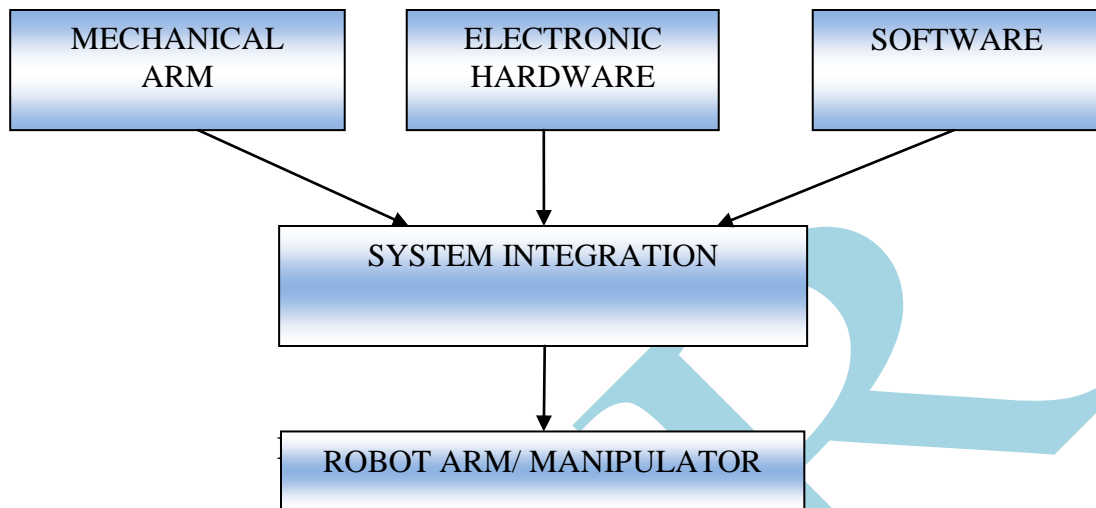 MECHANICAL
ARM
ELECTRONIC
HARDWARE
SOFTWARE
SYSTEM INTEGRATION
ROBOT ARM/ MANIPULATOR